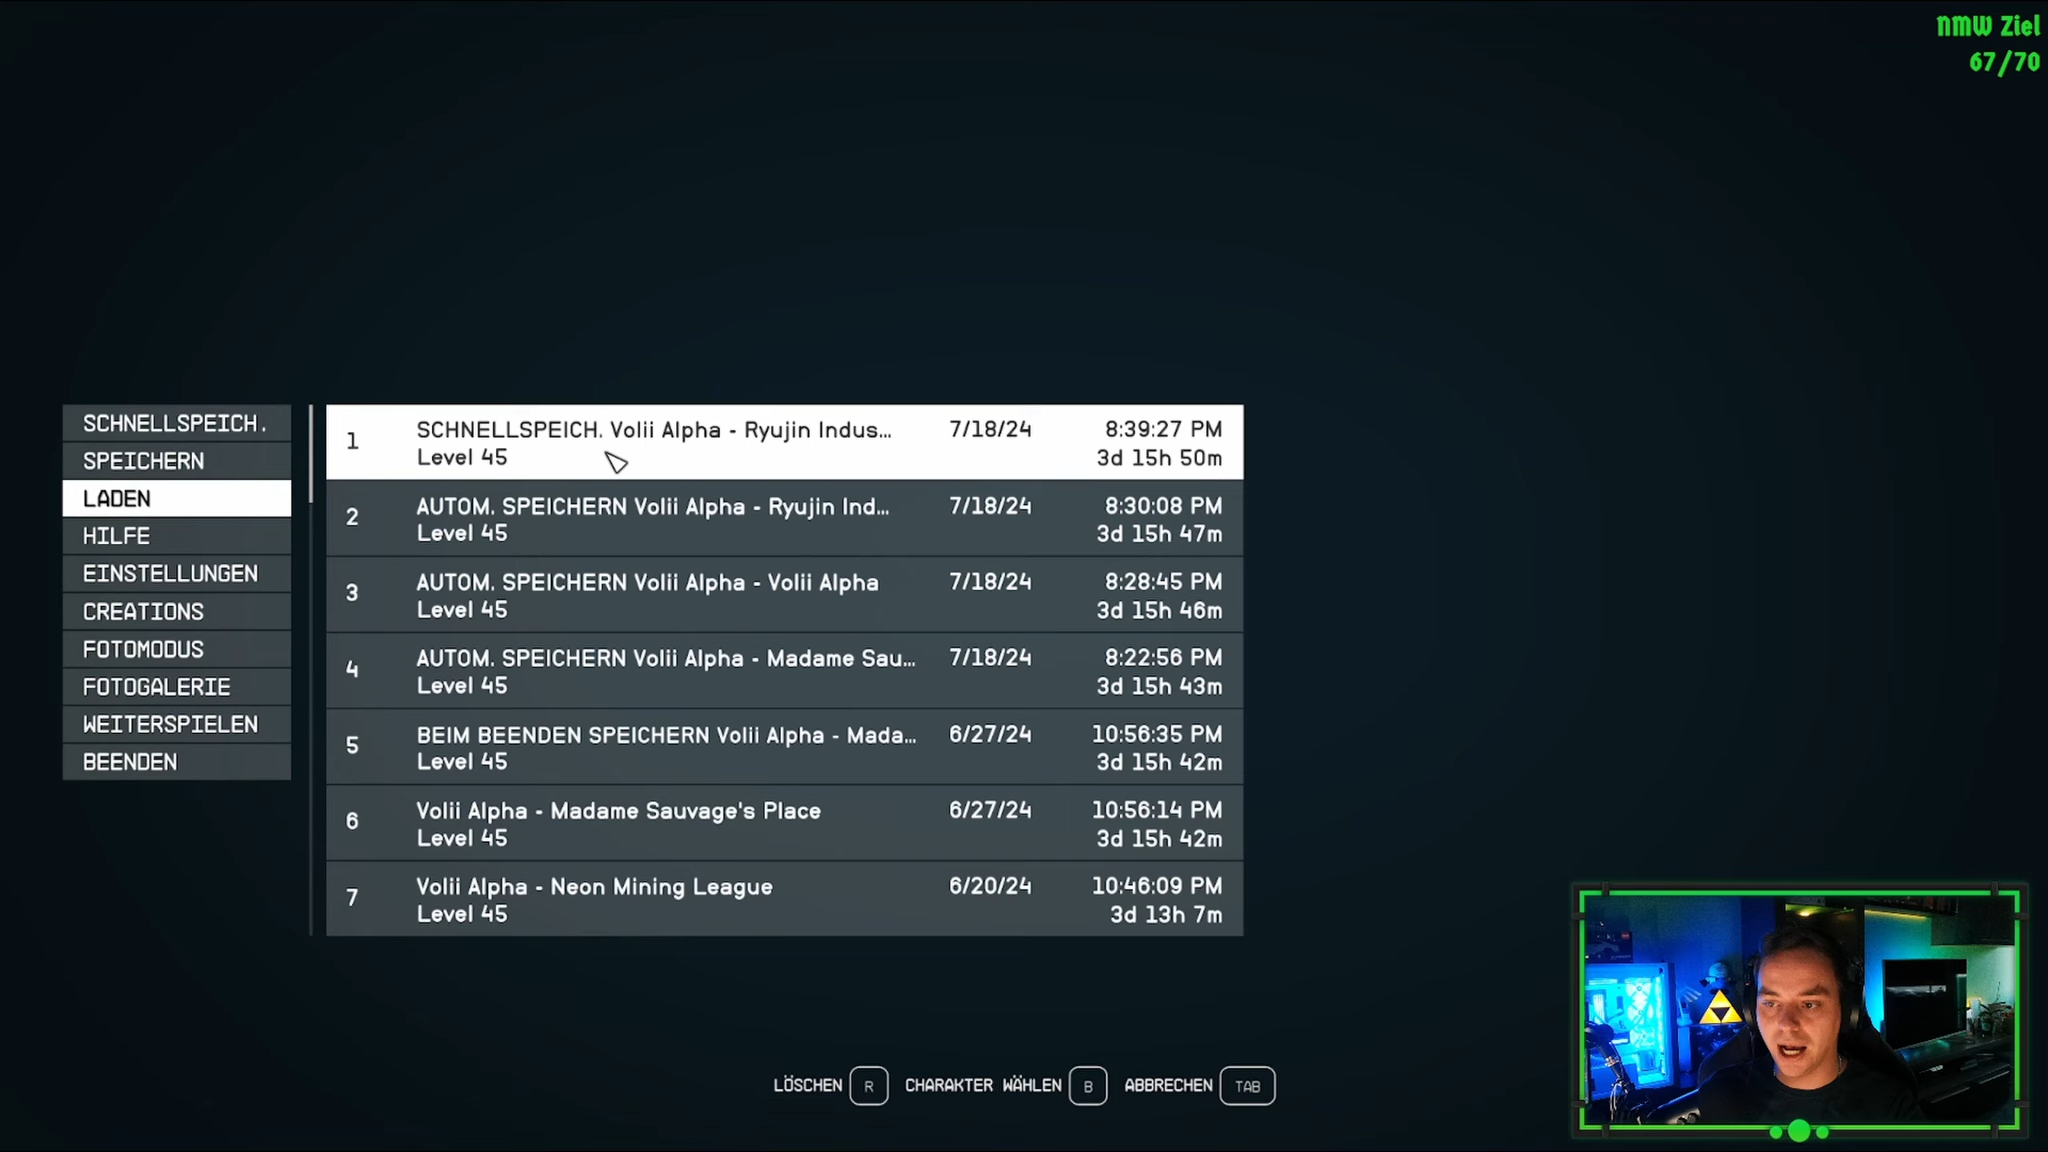 NMW Ziel
67/70
SCHNELLSPEICH.
SPEICHERN
LADEN
HILFE
EINSTELLUNGEN
CREATIONS
FOTOMODUS
FOTOGALERIE
WEITERSPIELEN
BEENDEN
1 SCHNELLSPEICH. Volii Alpha - Ryujin Indus... 7/18/24 8:39:27 PM
Level 45 3d 15h 50m
2 AUTOM. SPEICHERN Volii Alpha - Ryujin Ind... 7/18/24 8:30:08 PM
Level 45 3d 15h 47m
3 AUTOM. SPEICHERN Volii Alpha - Volii Alpha 7/18/24 8:28:45 PM
Level 45 3d 15h 46m
4 AUTOM. SPEICHERN Volii Alpha - Madame Sau... 7/18/24 8:22:56 PM
Level 45 3d 15h 43m
5 BEIM BEENDEN SPEICHERN Volii Alpha - Mada... 6/27/24 10:56:35 PM
Level 45 3d 15h 42m
6 Volii Alpha - Madame Sauvage's Place 6/27/24 10:56:14 PM
Level 45 3d 15h 42m
7 Volii Alpha - Neon Mining League 6/20/24 10:46:09 PM
Level 45 3d 13h 7m
LÖSCHEN R CHARAKTER WÄHLEN B ABBRECHEN TAB